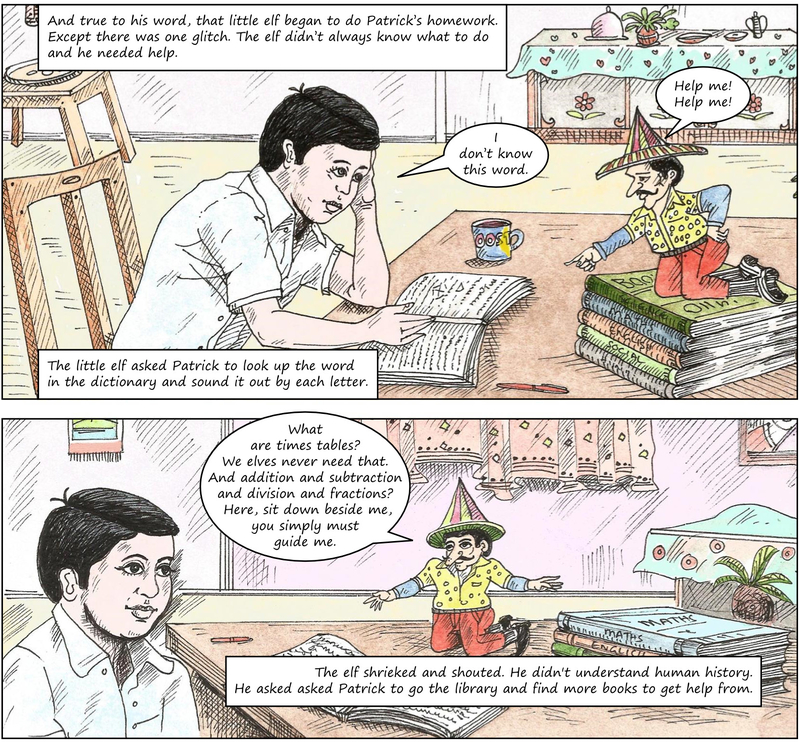 And true to his word, that little elf began to do Patrick's homework.
Except there was one glitch. The elf didn't always know what to do
and he needed help.
Help me!
Help me!
I
don't know
this word.
MATHS
ENGLISH
SOCIAL
The little elf asked Patrick to look up the word
in the dictionary and sound it out by each letter.
What
are times tables?
We elves never need that.
And addition and subtraction
and division and fractions?
Here, sit down beside me,
you simply must
guide me.
MATHS
MATHS
ENGLISH
The elf shrieked and shouted. He didn't understand human history.
He asked asked Patrick to go the library and find more books to get help from.